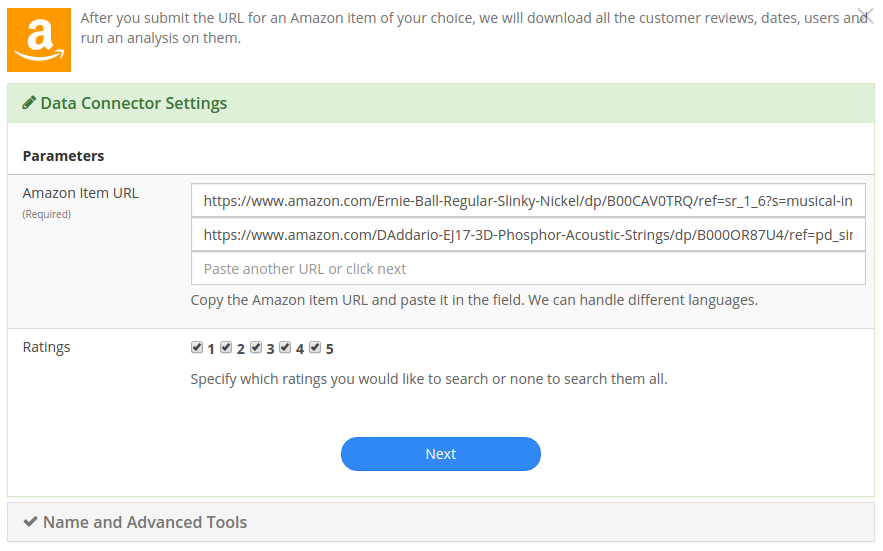 a
After you submit the URL for an Amazon item of your choice, we will download all the customer reviews, dates, users and
run an analysis on them.
Data Connector Settings
Parameters
Amazon Item URL
(Required)
https://www.amazon.com/Ernie-Ball-Regular-Slinky-Nickel/dp/B00CAV0TRQ/ref=sr_1_6?s=musical-in
https://www.amazon.com/DAddario-EJ17-3D-Phosphor-Acoustic-Strings/dp/B000OR87U4/ref=pd_sir
Paste another URL or click next
Copy the Amazon item URL and paste it in the field. We can handle different languages.
Ratings
1 2 3 4 5
Specify which ratings you would like to search or none to search them all.
Next
Name and Advanced Tools